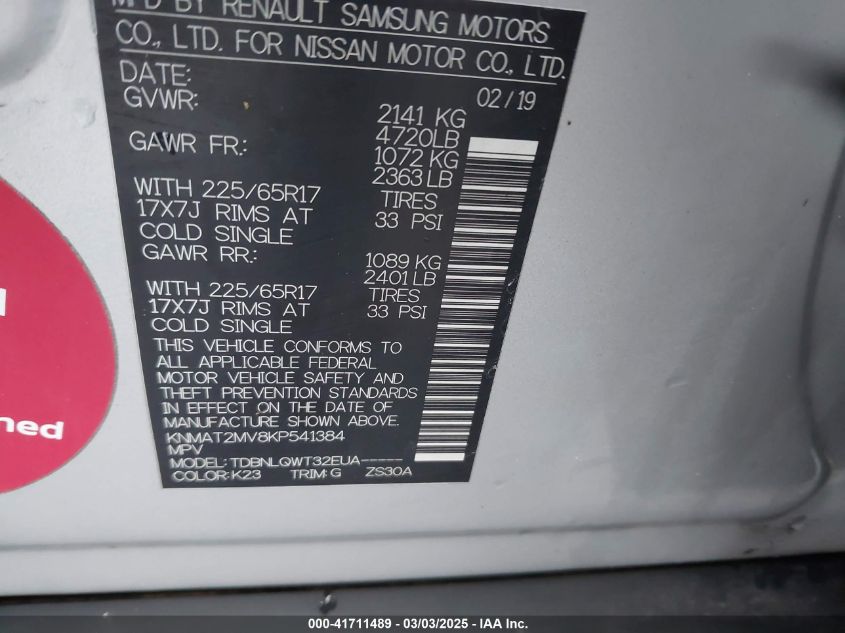 MFD BY RENAULT SAMSUNG MOTORS
CO., LTD. FOR NISSAN MOTOR CO., LTD.
DATE: 02/19
GVWR: 2141 KG
4720LB
GAWR FR.: 1072 KG
2363 LB
WITH 225/65R17 TIRES
17X7J RIMS AT 33 PSI
COLD SINGLE
GAWR RR.: 1089 KG
2401 LB
WITH 225/65R17 TIRES
17X7J RIMS AT 33 PSI
COLD SINGLE
THIS VEHICLE CONFORMS TO
ALL APPLICABLE FEDERAL
MOTOR VEHICLE SAFETY AND
THEFT PREVENTION STANDARDS
IN EFFECT ON THE DATE OF
MANUFACTURE SHOWN ABOVE.
KNMAT2MV8KP541384
MPV
MODEL: TDBNLQWT32EUA-----
COLOR: K23 TRIM: G ZS30A
ned
000-41711489 - 03/03/2025 - IAA Inc.